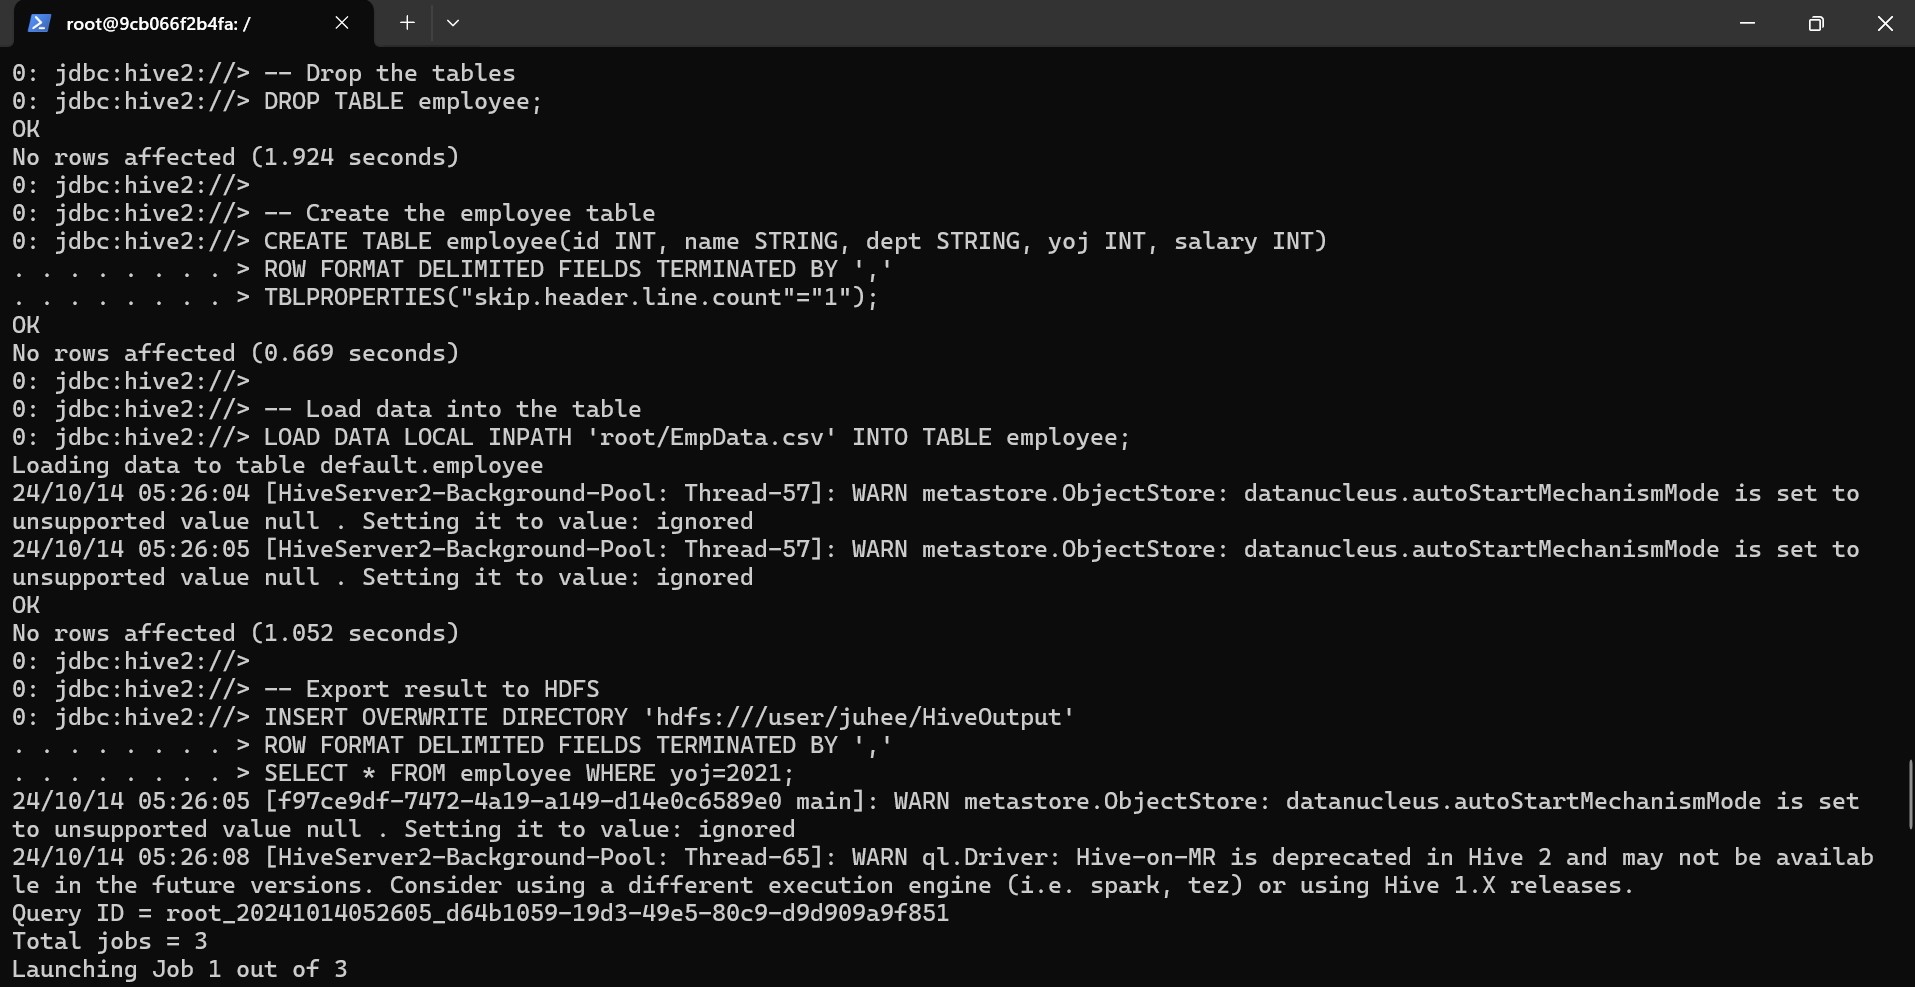 root@9cb066f2b4fa: /
0: jdbc:hive2://> -- Drop the tables
0: jdbc:hive2://> DROP TABLE employee;
OK
No rows affected (1.924 seconds)
0: jdbc:hive2://>
0: jdbc:hive2://> -- Create the employee table
0: jdbc:hive2://> CREATE TABLE employee(id INT, name STRING, dept STRING, yoj INT, salary INT)
. . . . . . . . > ROW FORMAT DELIMITED FIELDS TERMINATED BY ','
. . . . . . . . > TBLPROPERTIES("skip.header.line.count"="1");
OK
No rows affected (0.669 seconds)
0: jdbc:hive2://>
0: jdbc:hive2://> -- Load data into the table
0: jdbc:hive2://> LOAD DATA LOCAL INPATH 'root/EmpData.csv' INTO TABLE employee;
Loading data to table default.employee
24/10/14 05:26:04 [HiveServer2-Background-Pool: Thread-57]: WARN metastore.ObjectStore: datanucleus.autoStartMechanismMode is set to
unsupported value null . Setting it to value: ignored
24/10/14 05:26:05 [HiveServer2-Background-Pool: Thread-57]: WARN metastore.ObjectStore: datanucleus.autoStartMechanismMode is set to
unsupported value null . Setting it to value: ignored
OK
No rows affected (1.052 seconds)
0: jdbc:hive2://>
0: jdbc:hive2://> -- Export result to HDFS
0: jdbc:hive2://> INSERT OVERWRITE DIRECTORY 'hdfs:///user/juhee/HiveOutput'
. . . . . . . . > ROW FORMAT DELIMITED FIELDS TERMINATED BY ','
. . . . . . . . > SELECT * FROM employee WHERE yoj=2021;
24/10/14 05:26:05 [f97ce9df-7472-4a19-a149-d14e0c6589e0 main]: WARN metastore.ObjectStore: datanucleus.autoStartMechanismMode is set
to unsupported value null . Setting it to value: ignored
24/10/14 05:26:08 [HiveServer2-Background-Pool: Thread-65]: WARN ql.Driver: Hive-on-MR is deprecated in Hive 2 and may not be availab
le in the future versions. Consider using a different execution engine (i.e. spark, tez) or using Hive 1.X releases.
Query ID = root_20241014052605_d64b1059-19d3-49e5-80c9-d9d909a9f851
Total jobs = 3
Launching Job 1 out of 3